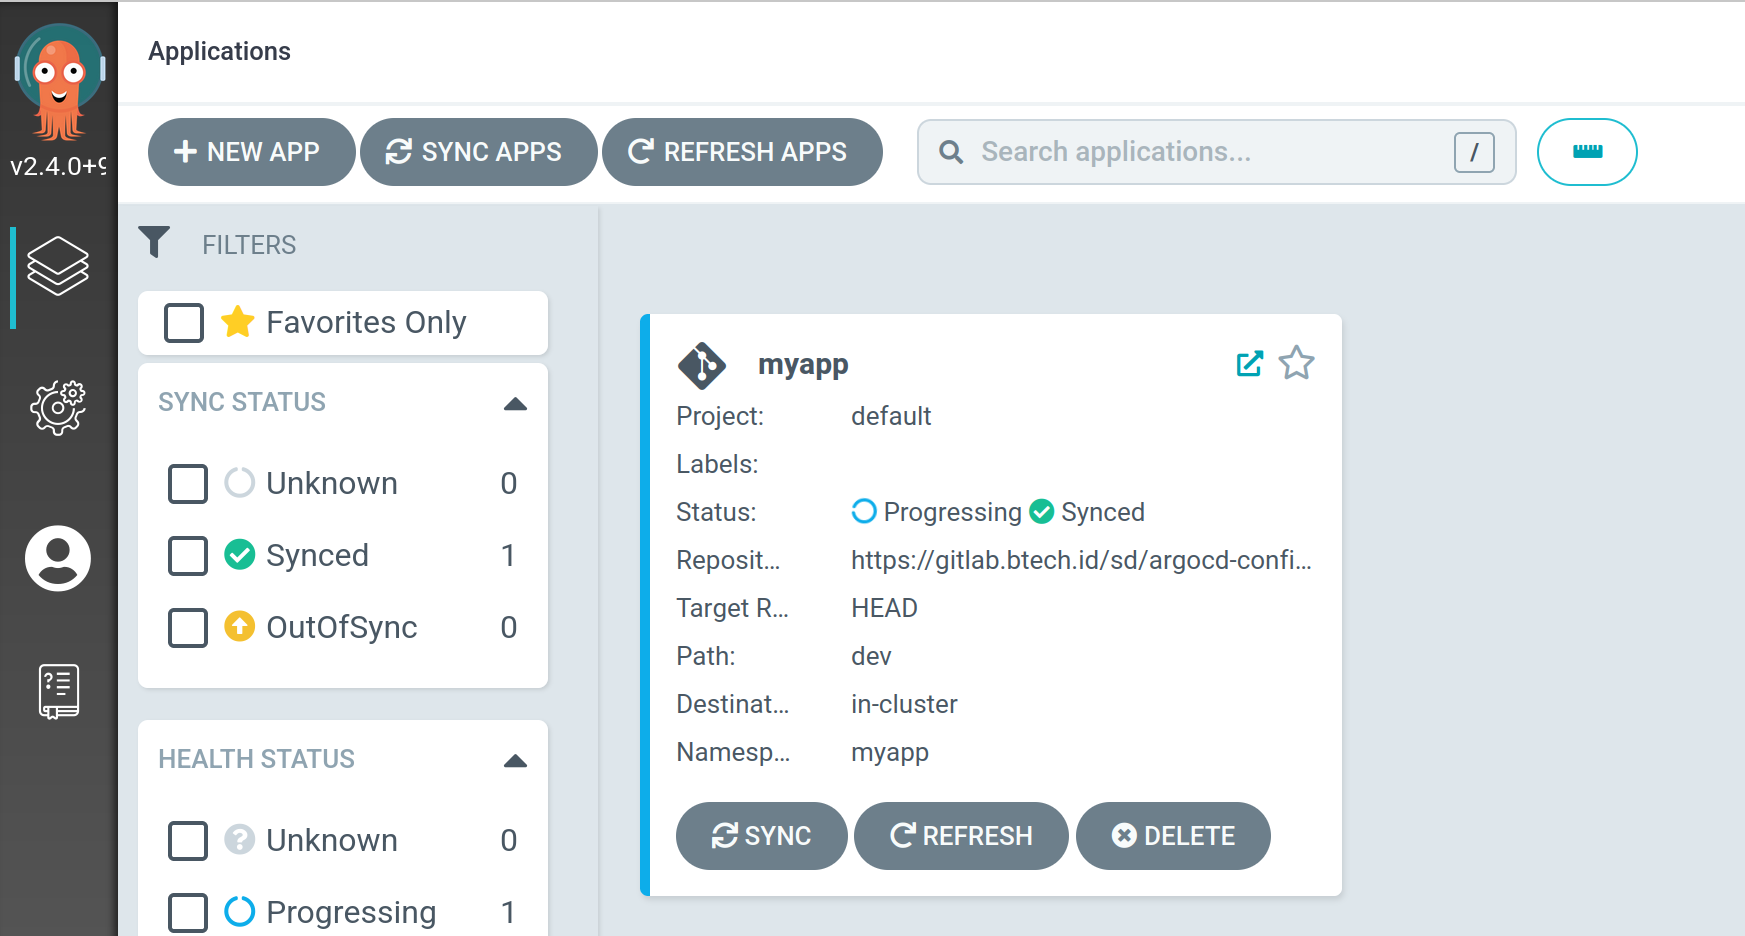 Applications
v2.4.0+9
NEW APP
SYNC APPS
REFRESH APPS
Search applications...
/
FILTERS
Favorites Only
SYNC STATUS
Unknown 0
Synced 1
OutOfSync 0
HEALTH STATUS
Unknown 0
Progressing 1
myapp
Project: default
Labels:
Status: Progressing Synced
Reposit... https://gitlab.btech.id/sd/argocd-confi...
Target R... HEAD
Path: dev
Destinat... in-cluster
Namesp... myapp
SYNC
REFRESH
DELETE